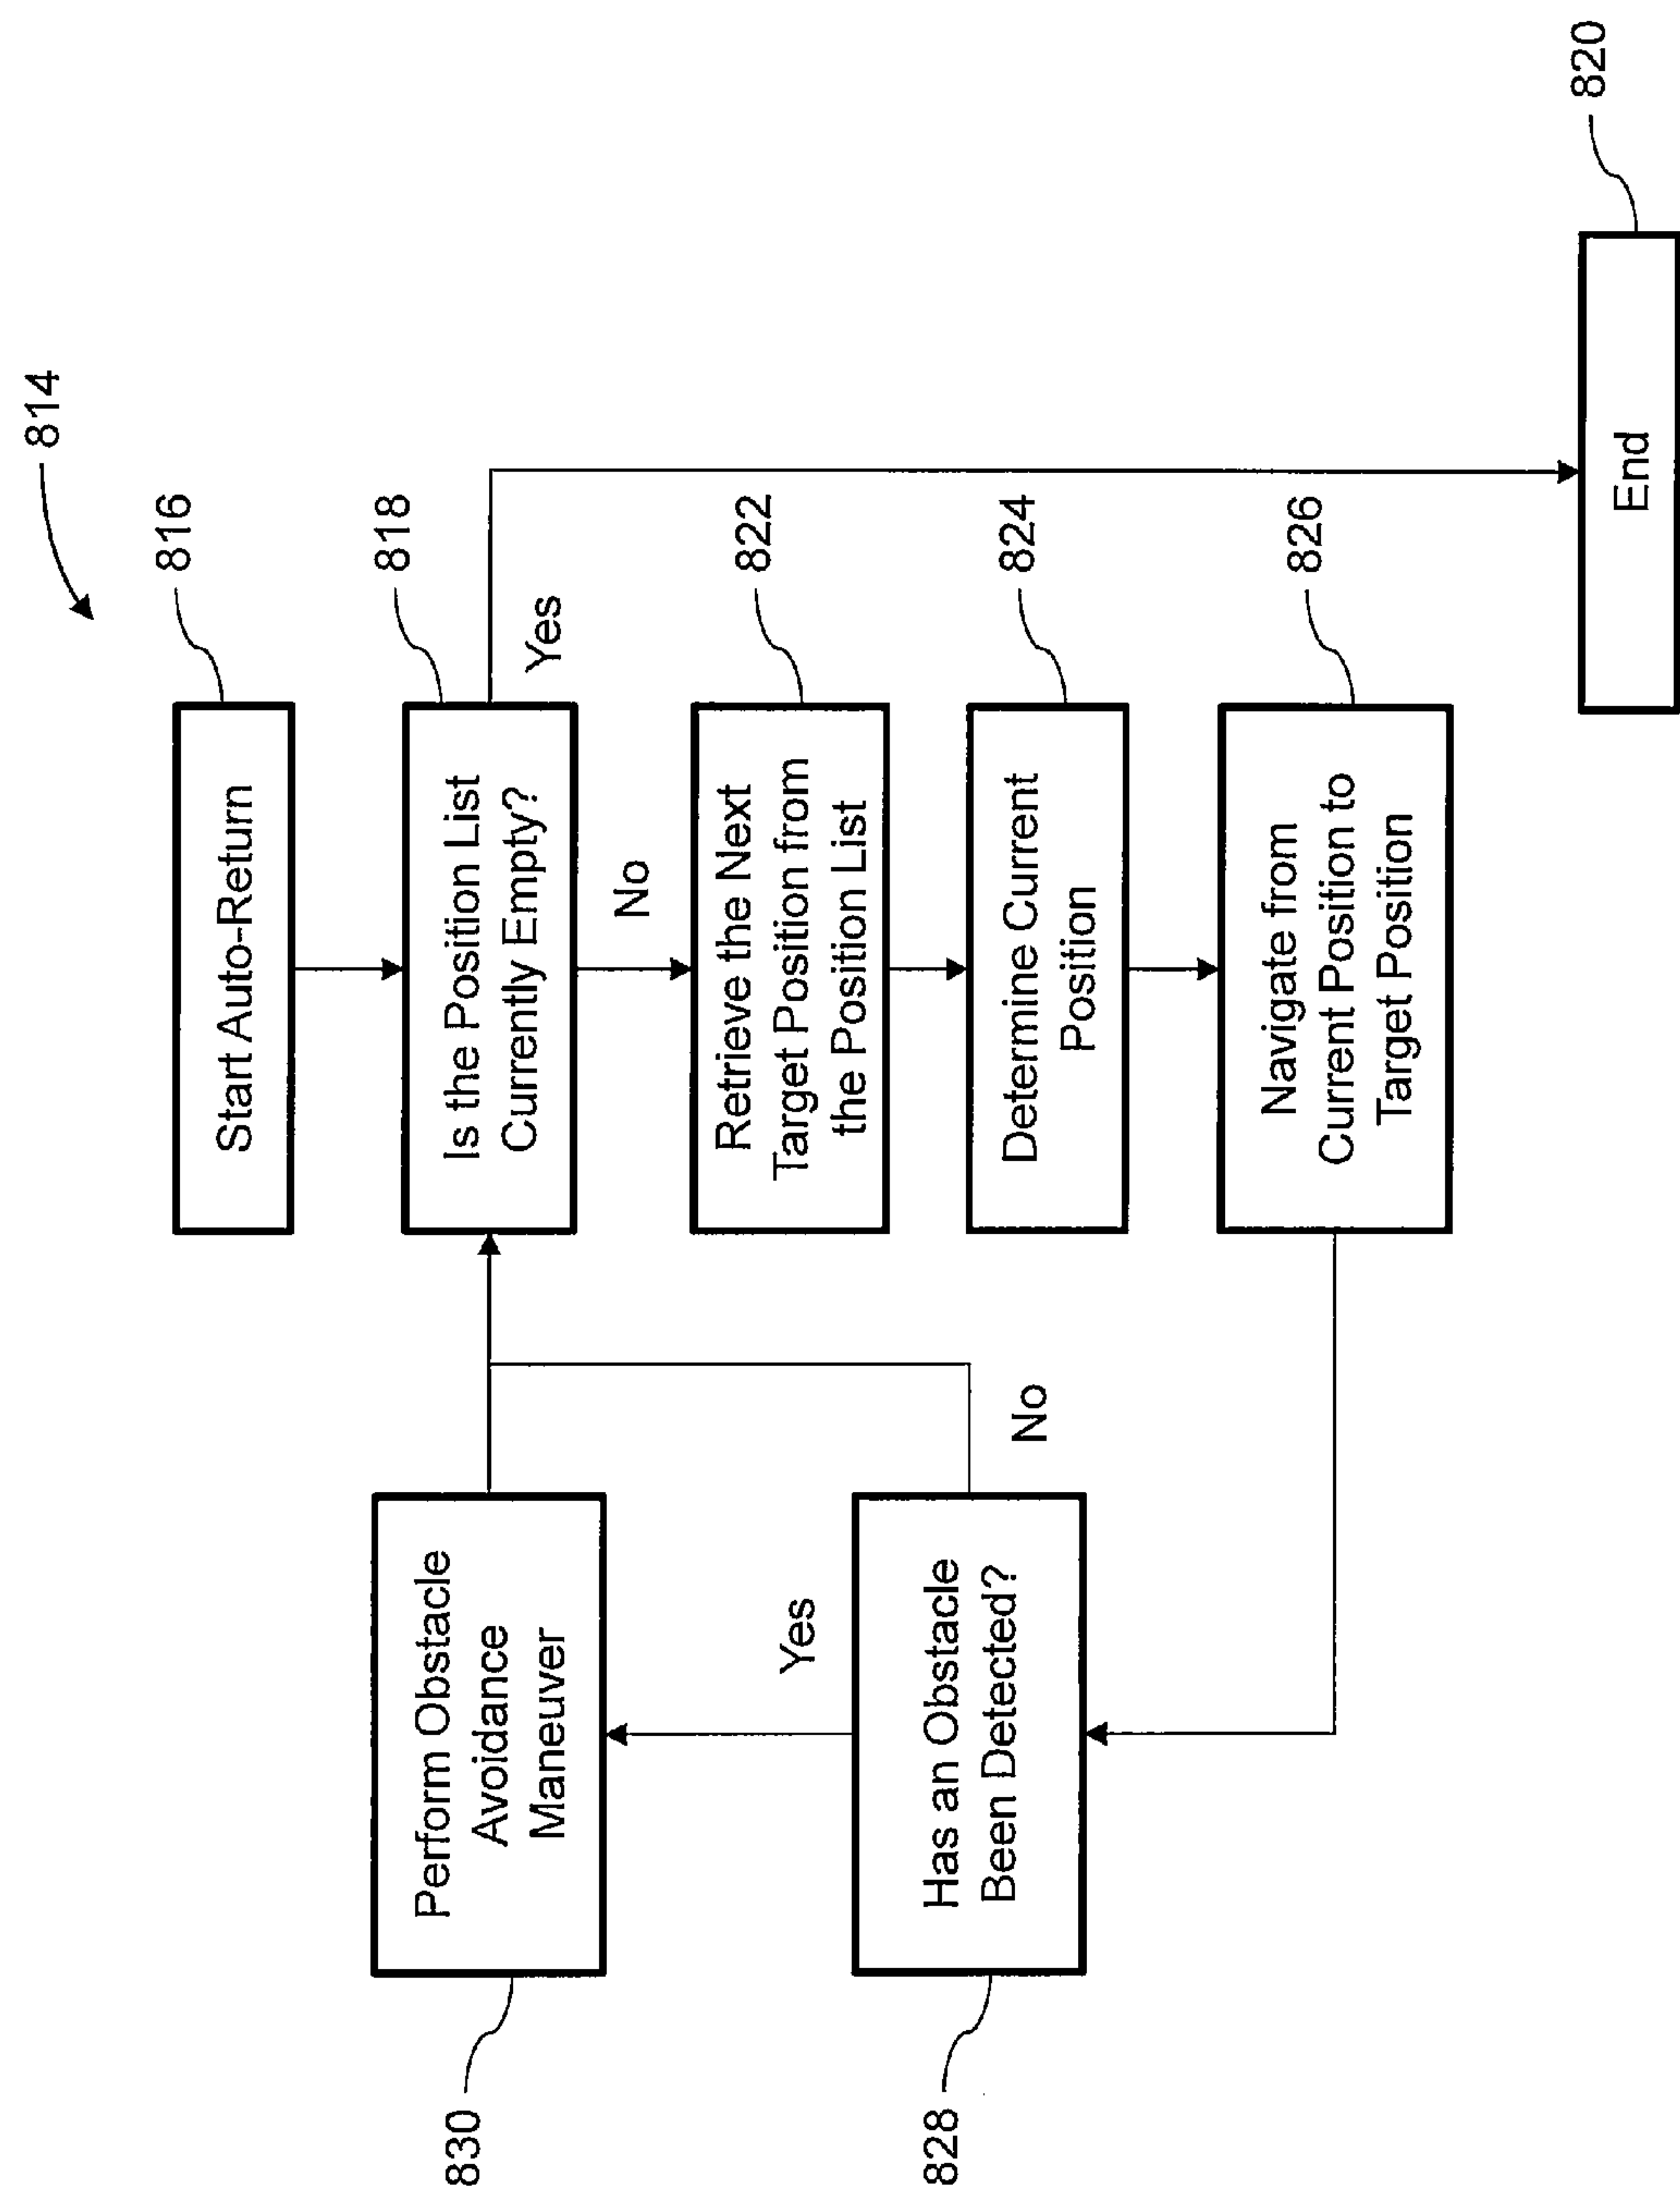 814
816
Start Auto-Return
818
Is the Position List
Currently Empty?
Yes
No
822
Retrieve the Next
Target Position from
the Position List
824
Determine Current
Position
826
Navigate from
Current Position to
Target Position
828
Has an Obstacle
Been Detected?
Yes
No
830
Perform Obstacle
Avoidance
Maneuver
820
End